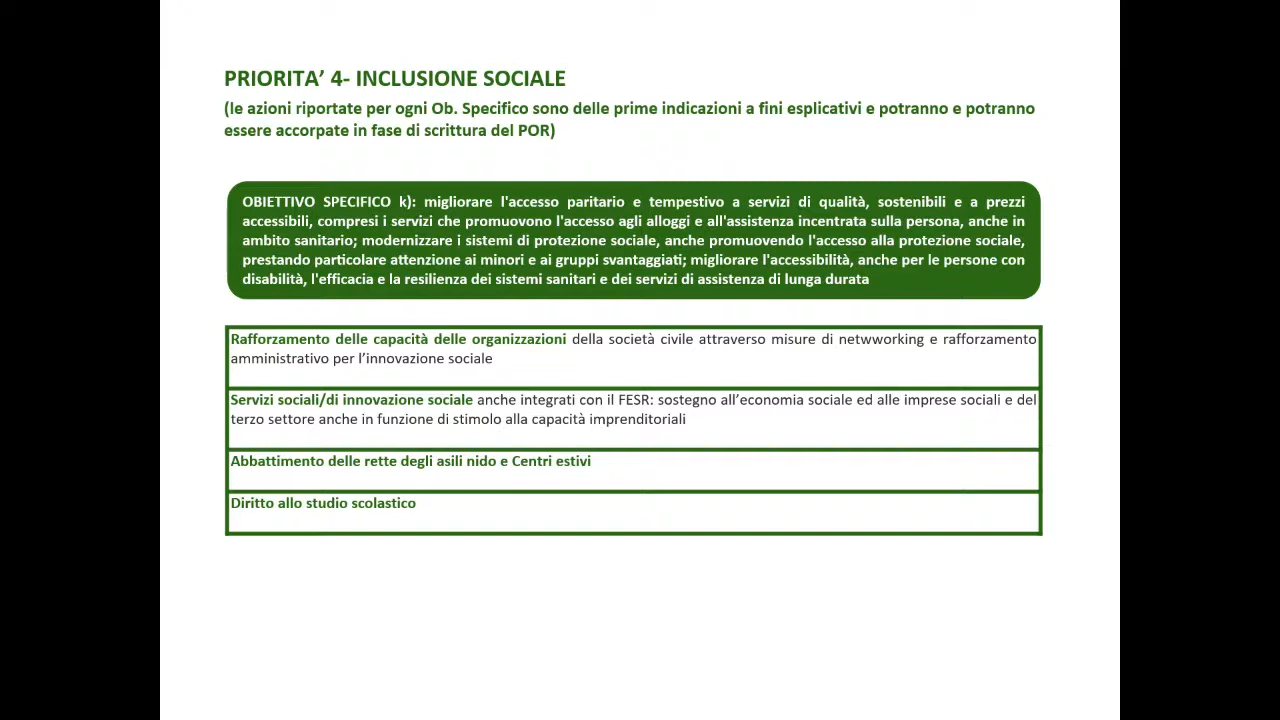 PRIORITA’ 4- INCLUSIONE SOCIALE
(le azioni riportate per ogni Ob. Specifico sono delle prime indicazioni a fini esplicativi e potranno e potranno
essere accorpate in fase di scrittura del POR)
OBIETTIVO SPECIFICO k): migliorare l'accesso paritario e tempestivo a servizi di qualità, sostenibili e a prezzi
accessibili, compresi i servizi che promuovono l'accesso agli alloggi e all'assistenza incentrata sulla persona, anche in
ambito sanitario; modernizzare i sistemi di protezione sociale, anche promuovendo l'accesso alla protezione sociale,
prestando particolare attenzione ai minori e ai gruppi svantaggiati; migliorare l'accessibilità, anche per le persone con
disabilità, l'efficacia e la resilienza dei sistemi sanitari e dei servizi di assistenza di lunga durata
Rafforzamento delle capacità delle organizzazioni della società civile attraverso misure di netwworking e rafforzamento
amministrativo per l’innovazione sociale
Servizi sociali/di innovazione sociale anche integrati con il FESR: sostegno all’economia sociale ed alle imprese sociali e del
terzo settore anche in funzione di stimolo alla capacità imprenditoriali
Abbattimento delle rette degli asili nido e Centri estivi
Diritto allo studio scolastico